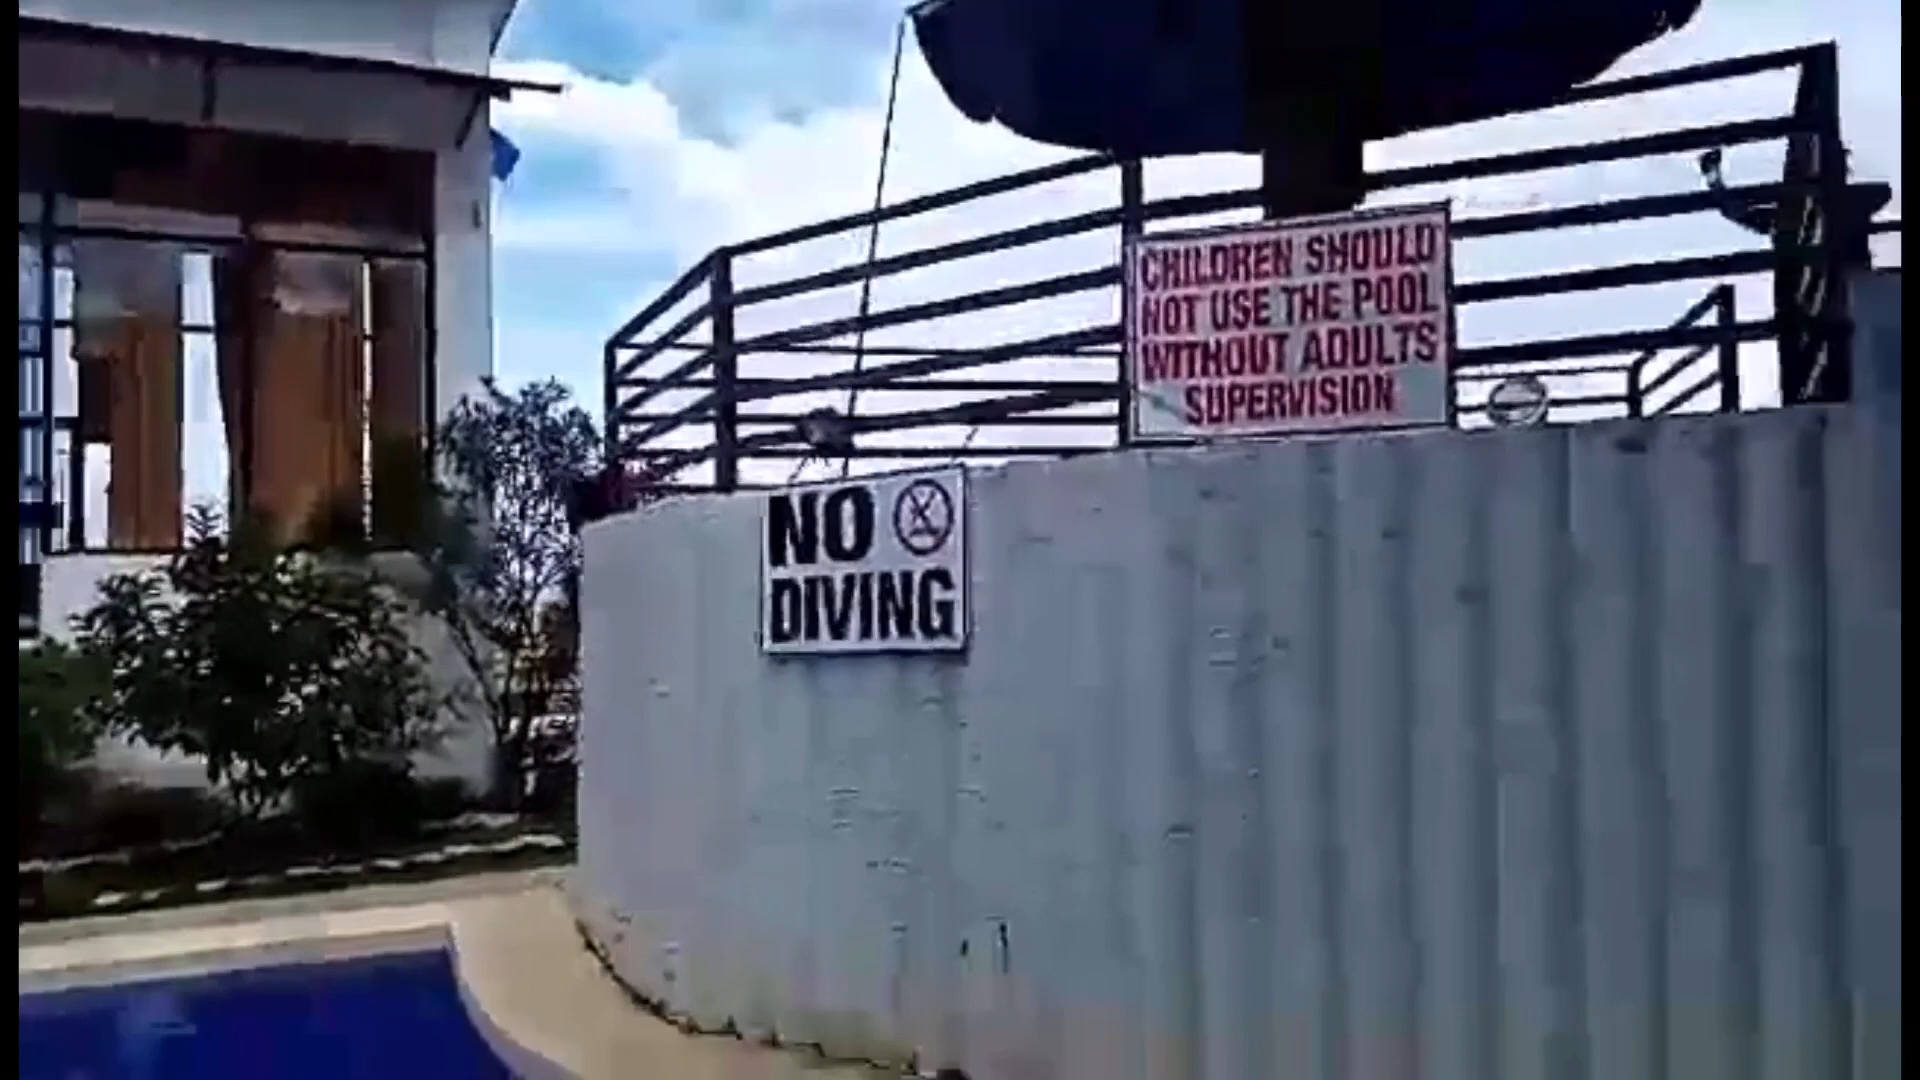 CHILDREN SHOULD
NOT USE THE POOL
WITHOUT ADULTS
SUPERVISION
NO
DIVING